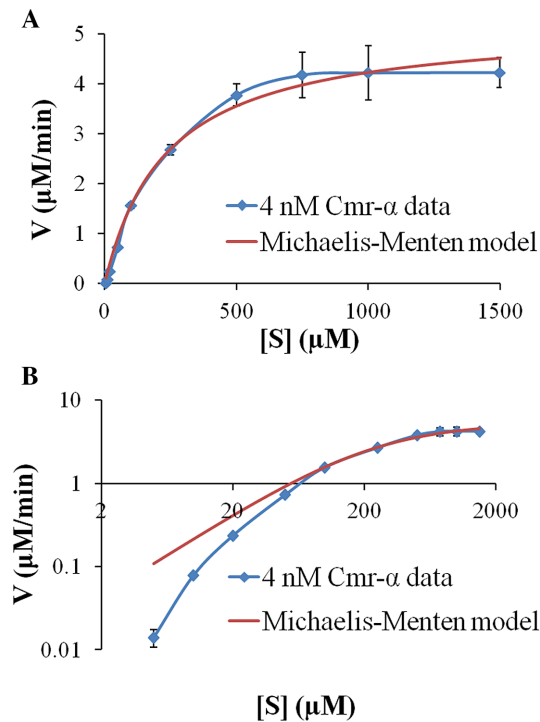 A
V (µM/min)
5
4
3
2
1
0
4 nM Cmr-α data
Michaelis-Menten model
0 500 1000 1500
[S] (µM)
B
V (µM/min)
10
1
0.1
0.01
2 20 200 2000
4 nM Cmr-α data
Michaelis-Menten model
[S] (µM)